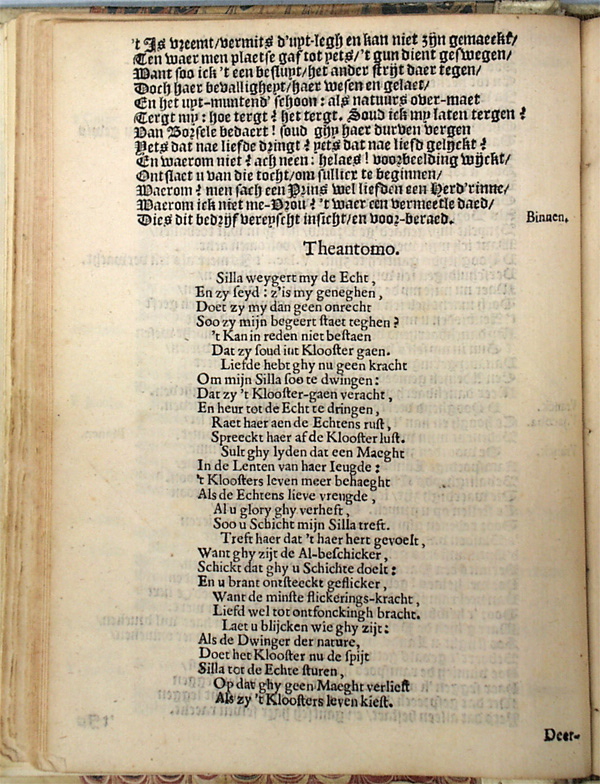 't Is vreemt/vermits d'uyt-legh en kan niet zijn gemaeckt/
Ten waer men plaetse gaf tot yets/'t gun dient geswegen/
Want soo ick 't een besluyt/het ander strijt daer tegen/
Doch haer bevalligheyt/haer wesen en gelaet/
En het uyt-muntend' schoon: als natuurs over-maet
Tergt my: hoe tergt? het tergt. Soud ick my laten tergen?
Van Borsele bedaert! soud ghy haer durven vergen
Yets dat nae liefde dringt? yets dat nae liefd gelijckt?
En waerom niet? ach neen: helaes! voorbeelding wijckt/
Ontslaet u van die tocht/om sulicx te beginnen/
Waerom? men sach een Prins wel liefden een Herd'rinne/
Waerom ick niet me-Vrou? 't waer een vermeetle daed/
Dies dit bedrijf vereyscht insicht/en voor-beraed. Binnen.
Theantomo.
Silla weygert my de Echt,
En zy seyd: z'is my geneghen,
Doet zy my dan geen onrecht
Soo zy mijn begeert staet teghen?
't Kan in reden niet bestaen
Dat zy soud int Klooster gaen.
Liefde hebt ghy nu geen kracht
Om mijn Silla soo te dwingen:
Dat zy 't Klooster-gaen veracht,
En heur tot de Echt te dringen,
Raet haer aen de Echtens rust,
Spreeckt haer af de Klooster lust.
Sult ghy lyden dat een Maeght
In de Lenten van haer Ieugde:
't Kloosters leven meer behaeght
Als de Echtens lieve vreugde,
Al u glory ghy verheft,
Soo u Schicht mijn Silla treft.
Treft haer dat 't haer hert gevoelt,
Want ghy zijt de Al-beschicker,
Schickt dat ghy u Schichte doelt:
En u brant ontsteeckt geflicker,
Want de minste flickerings-kracht,
Liefd wel tot ontfonckingh bracht.
Laet u blijcken wie ghy zijt:
Als de Dwinger der nature,
Doet het Klooster nu de spijt
Silla tot de Echte sturen,
Op dat ghy geen Maeght verliest
Als zy 't Kloosters leven kiest.
Deer-